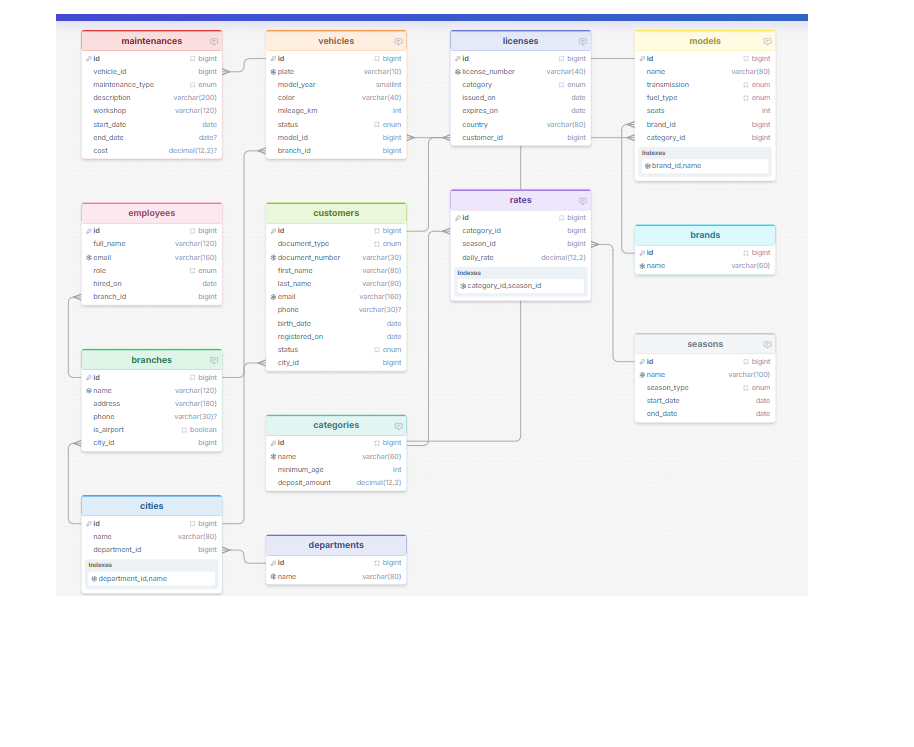 maintenances
id bigint
vehicle_id bigint
maintenance_type enum
description varchar(200)
workshop varchar(120)
start_date date
end_date date?
cost decimal(12,2)?
vehicles
id bigint
plate varchar(10)
model_year smallint
color varchar(40)
mileage_km int
status enum
model_id bigint
branch_id bigint
licenses
id bigint
license_number varchar(40)
category enum
issued_on date
expires_on date
country varchar(80)
customer_id bigint
models
id bigint
name varchar(80)
transmission enum
fuel_type enum
seats int
brand_id bigint
category_id bigint
Indexes
brand_id,name
employees
id bigint
full_name varchar(120)
email varchar(160)
role enum
hired_on date
branch_id bigint
customers
id bigint
document_type enum
document_number varchar(30)
first_name varchar(80)
last_name varchar(80)
email varchar(160)
phone varchar(30)?
birth_date date
registered_on date
status enum
city_id bigint
rates
id bigint
category_id bigint
season_id bigint
daily_rate decimal(12,2)
Indexes
category_id,season_id
brands
id bigint
name varchar(60)
branches
id bigint
name varchar(120)
address varchar(180)
phone varchar(30)?
is_airport boolean
city_id bigint
categories
id bigint
name varchar(60)
minimum_age int
deposit_amount decimal(12,2)
seasons
id bigint
name varchar(100)
season_type enum
start_date date
end_date date
cities
id bigint
name varchar(80)
department_id bigint
Indexes
department_id,name
departments
id bigint
name varchar(80)